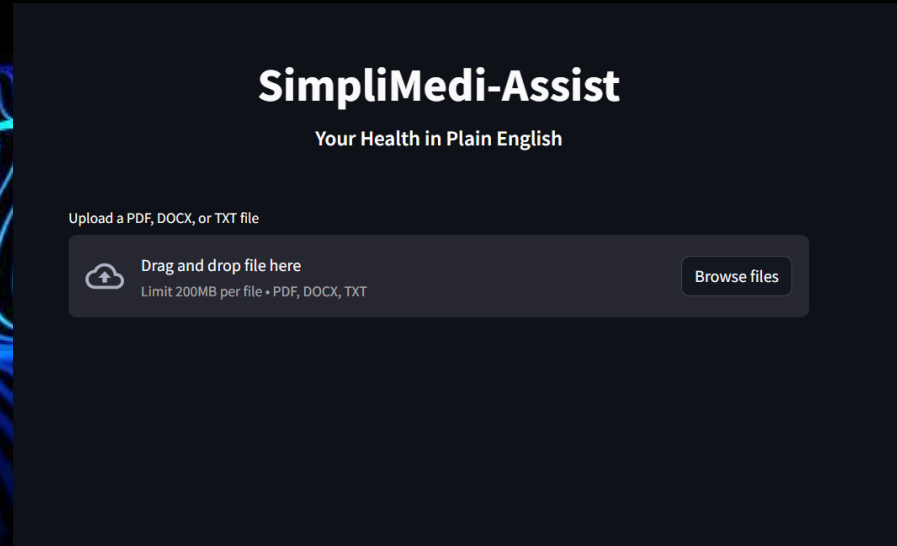 SimpliMedi-Assist
Your Health in Plain English
Upload a PDF, DOCX, or TXT file
Drag and drop file here
Limit 200MB per file • PDF, DOCX, TXT
Browse files